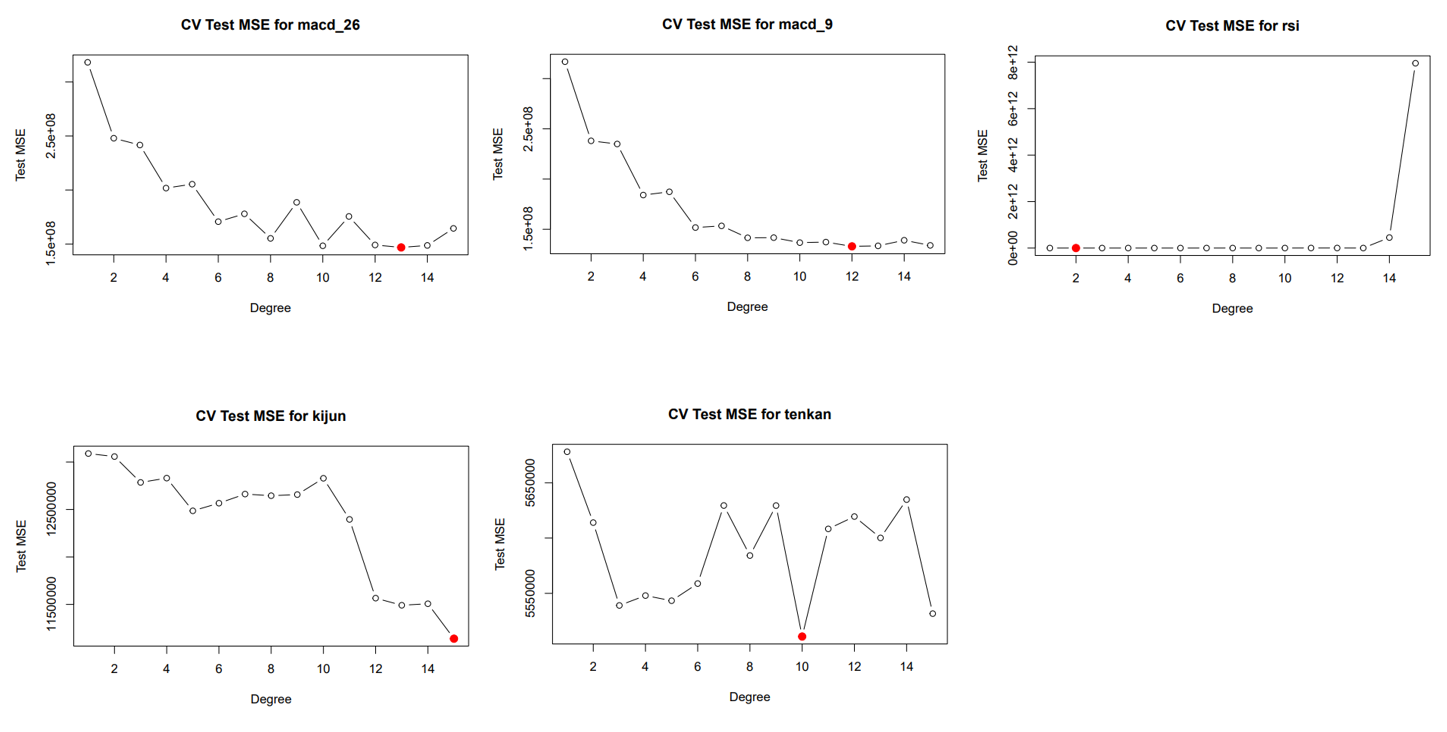 CV Test MSE for macd_26
Test MSE
2.5e+08
1.5e+08
2 4 6 8 10 12 14
Degree
CV Test MSE for macd_9
Test MSE
2.5e+08
1.5e+08
2 4 6 8 10 12 14
Degree
CV Test MSE for rsi
Test MSE
8e+12
6e+12
4e+12
2e+12
0e+00
2 4 6 8 10 12 14
Degree
CV Test MSE for kijun
Test MSE
12500000
11500000
2 4 6 8 10 12 14
Degree
CV Test MSE for tenkan
Test MSE
5650000
5550000
2 4 6 8 10 12 14
Degree